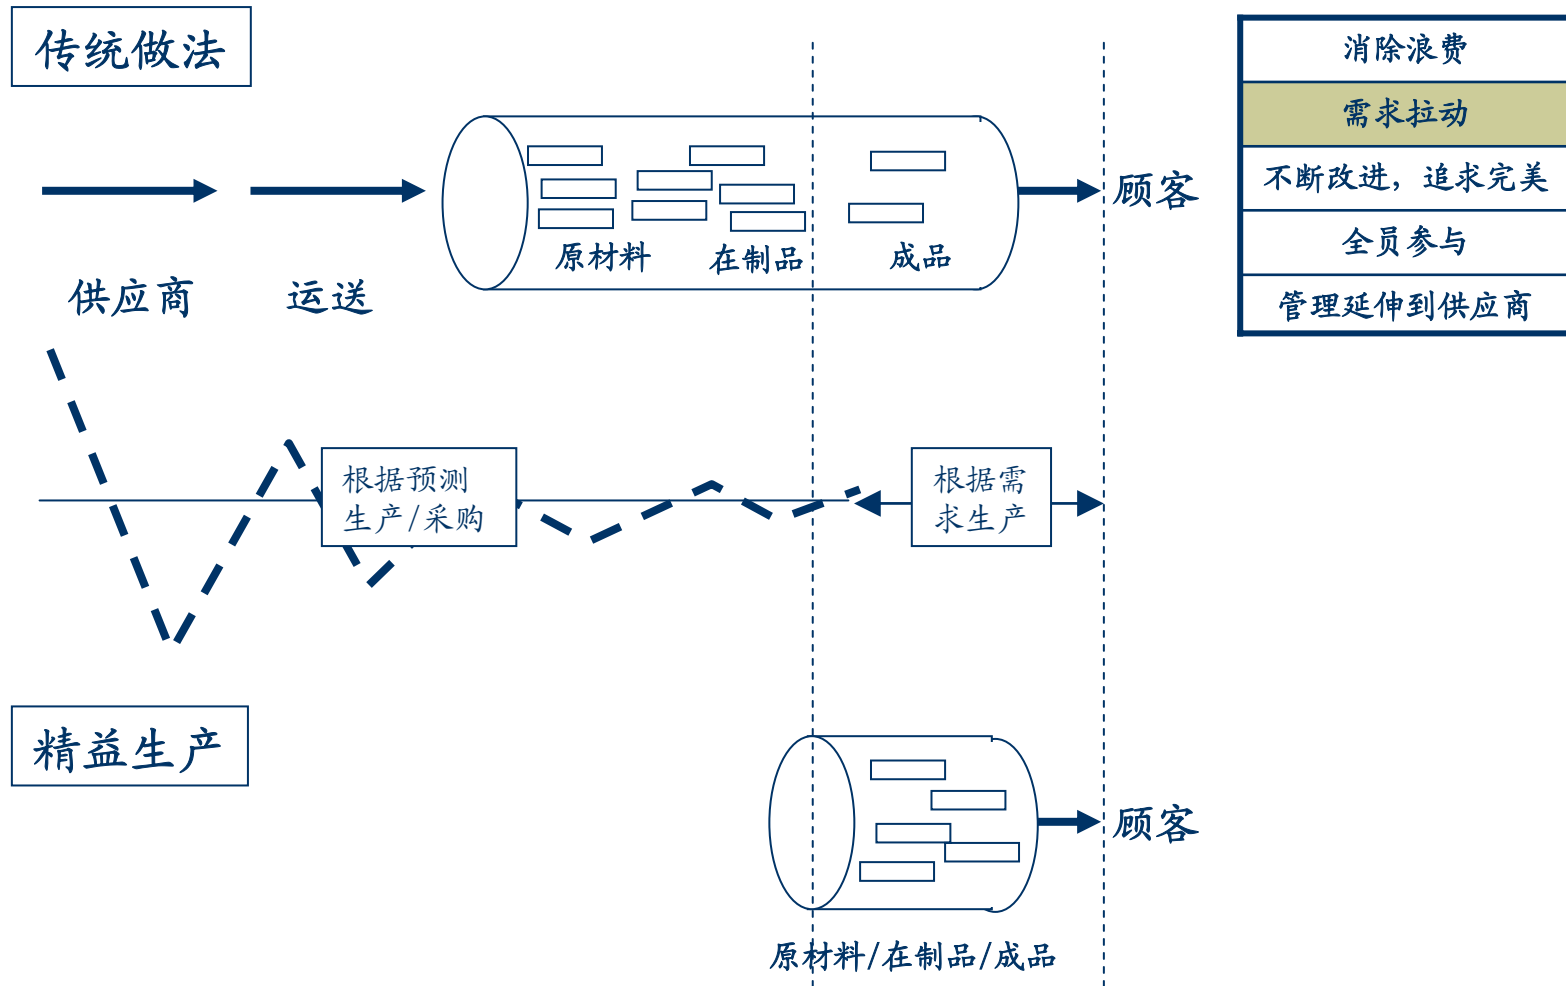 传统做法
消除浪费
需求拉动
不断改进，追求完美
全员参与
管理延伸到供应商
原材料
在制品
成品
顾客
供应商
运送
根据预测
生产/采购
根据需
求生产
精益生产
顾客
原材料/在制品/成品